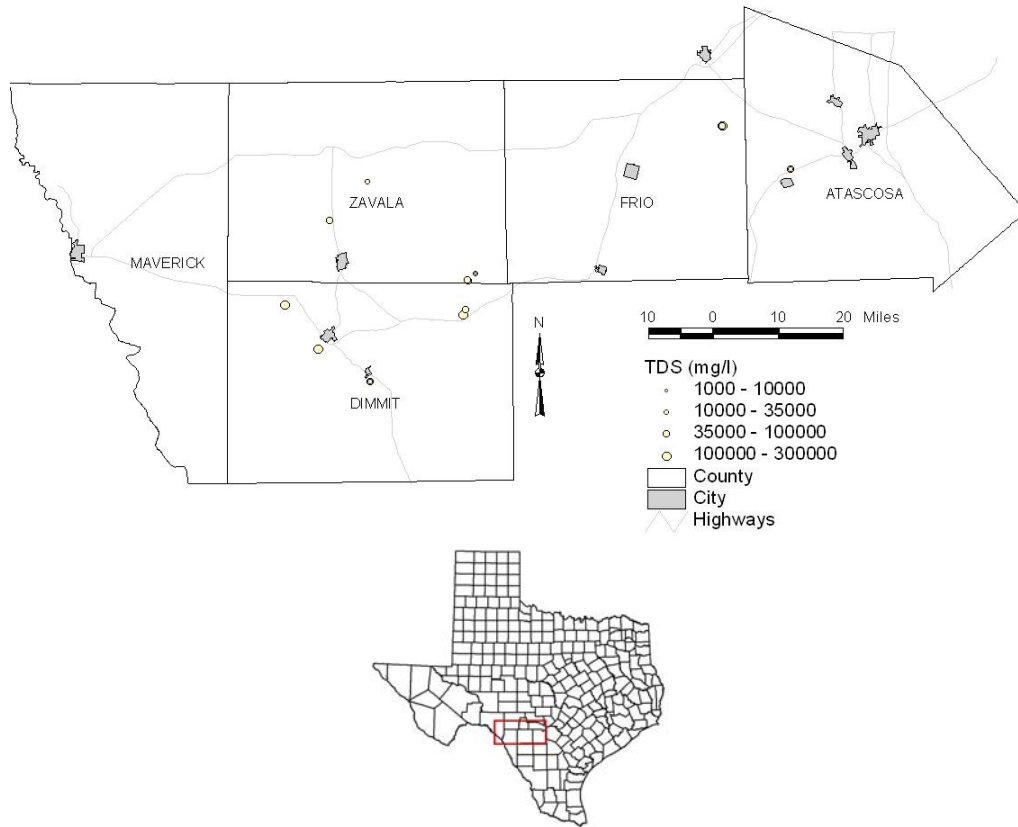 ZAVALA
FRIO
ATASCOSA
MAVERICK
DIMMIT
N
10 0 10 20 Miles
TDS (mg/l)
1000 - 10000
10000 - 35000
35000 - 100000
100000 - 300000
County
City
Highways